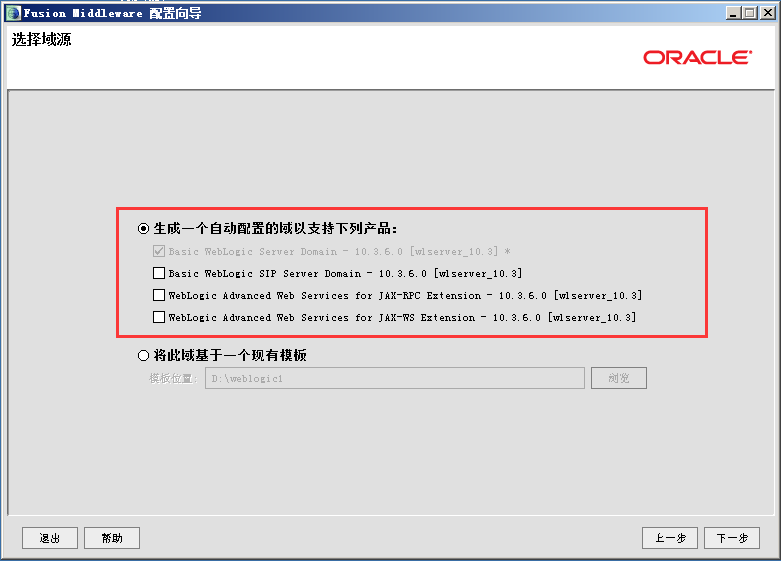 Fusion Middleware 配置向导
选择域源
ORACLE
生成一个自动配置的域以支持下列产品:
Basic WebLogic Server Domain - 10.3.6.0 [wlserver_10.3] *
Basic WebLogic SIP Server Domain - 10.3.6.0 [wlserver_10.3]
WebLogic Advanced Web Services for JAX-RPC Extension - 10.3.6.0 [wlserver_10.3]
WebLogic Advanced Web Services for JAX-WS Extension - 10.3.6.0 [wlserver_10.3]
将此域基于一个现有模板
模板位置: D:\weblogic1 浏览
退出 帮助 上一步 下一步